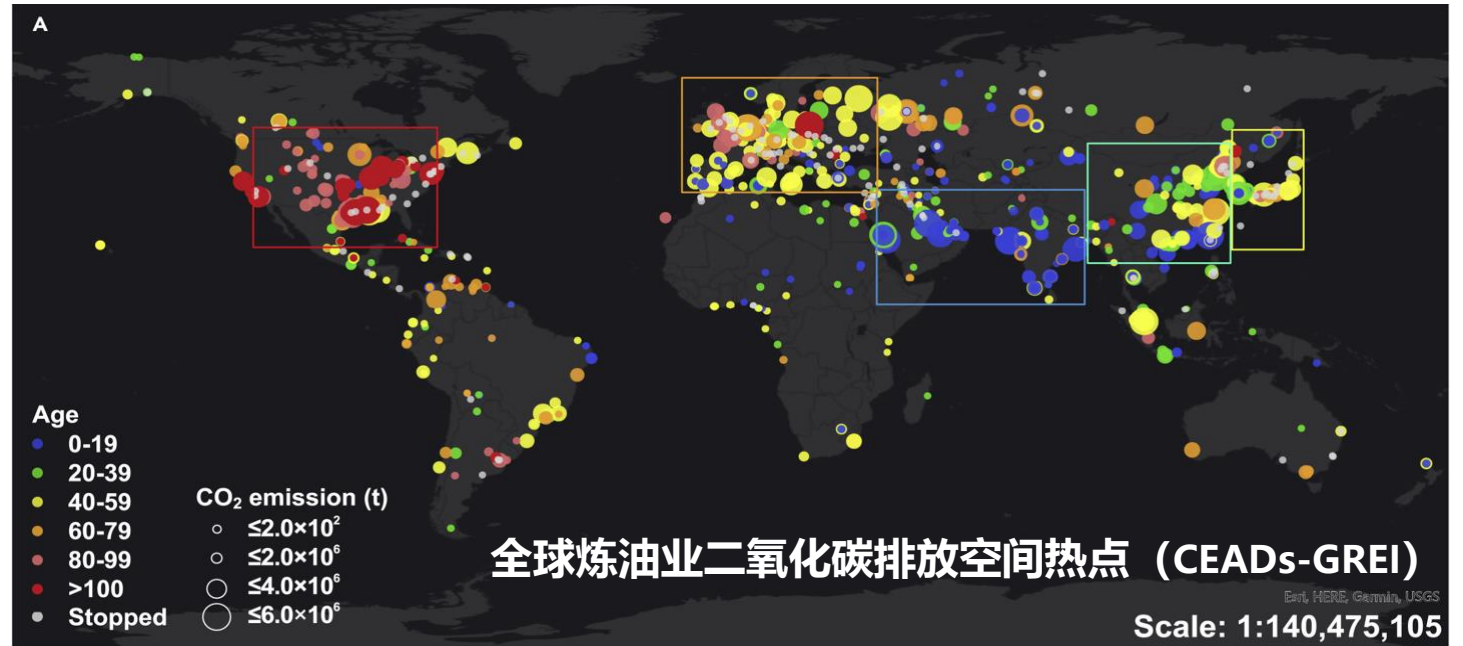 A
Age
0-19
20-39
40-59
60-79
80-99
>100
Stopped
CO₂ emission (t)
≤2.0×10²
≤2.0×10⁶
≤4.0×10⁶
≤6.0×10⁶
全球炼油业二氧化碳排放空间热点（CEADs-GREI）
Esri, HERE, Garmin, USGS
Scale: 1:140,475,105